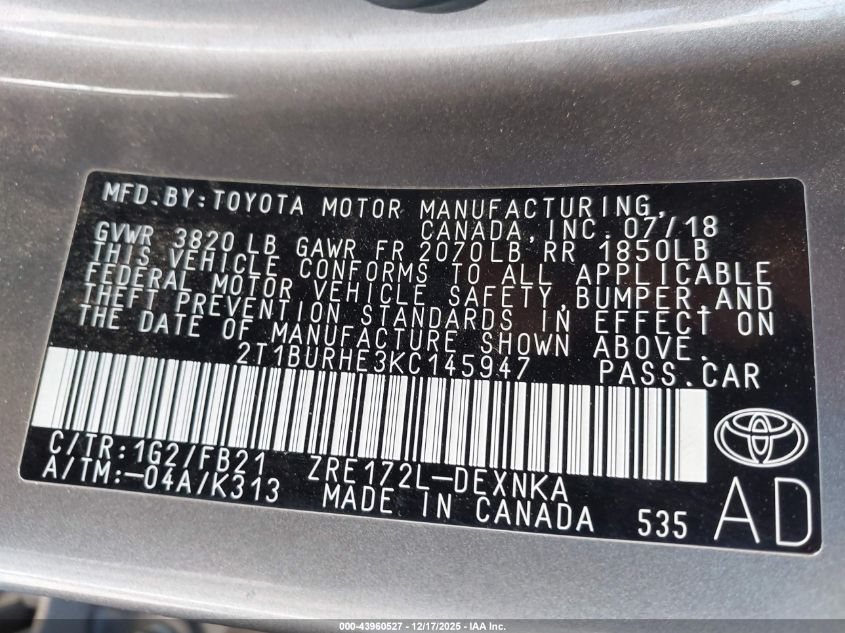 MFD.BY:TOYOTA MOTOR MANUFACTURING,
CANADA,INC.07/18
GVWR 3820 LB GAWR FR 2070LB RR 1850LB
THIS VEHICLE CONFORMS TO ALL APPLICABLE
FEDERAL MOTOR VEHICLE SAFETY,BUMPER,AND
THEFT PREVENTION STANDARDS IN EFFECT ON
THE DATE OF MANUFACTURE SHOWN ABOVE.
2T1BURHE3KC145947 PASS.CAR
C/TR:1G2/FB21 ZRE172L-DEXNKA
A/TM:-04A/K313 MADE IN CANADA 535 AD
000-43960527 – 12/17/2025 – IAA Inc.